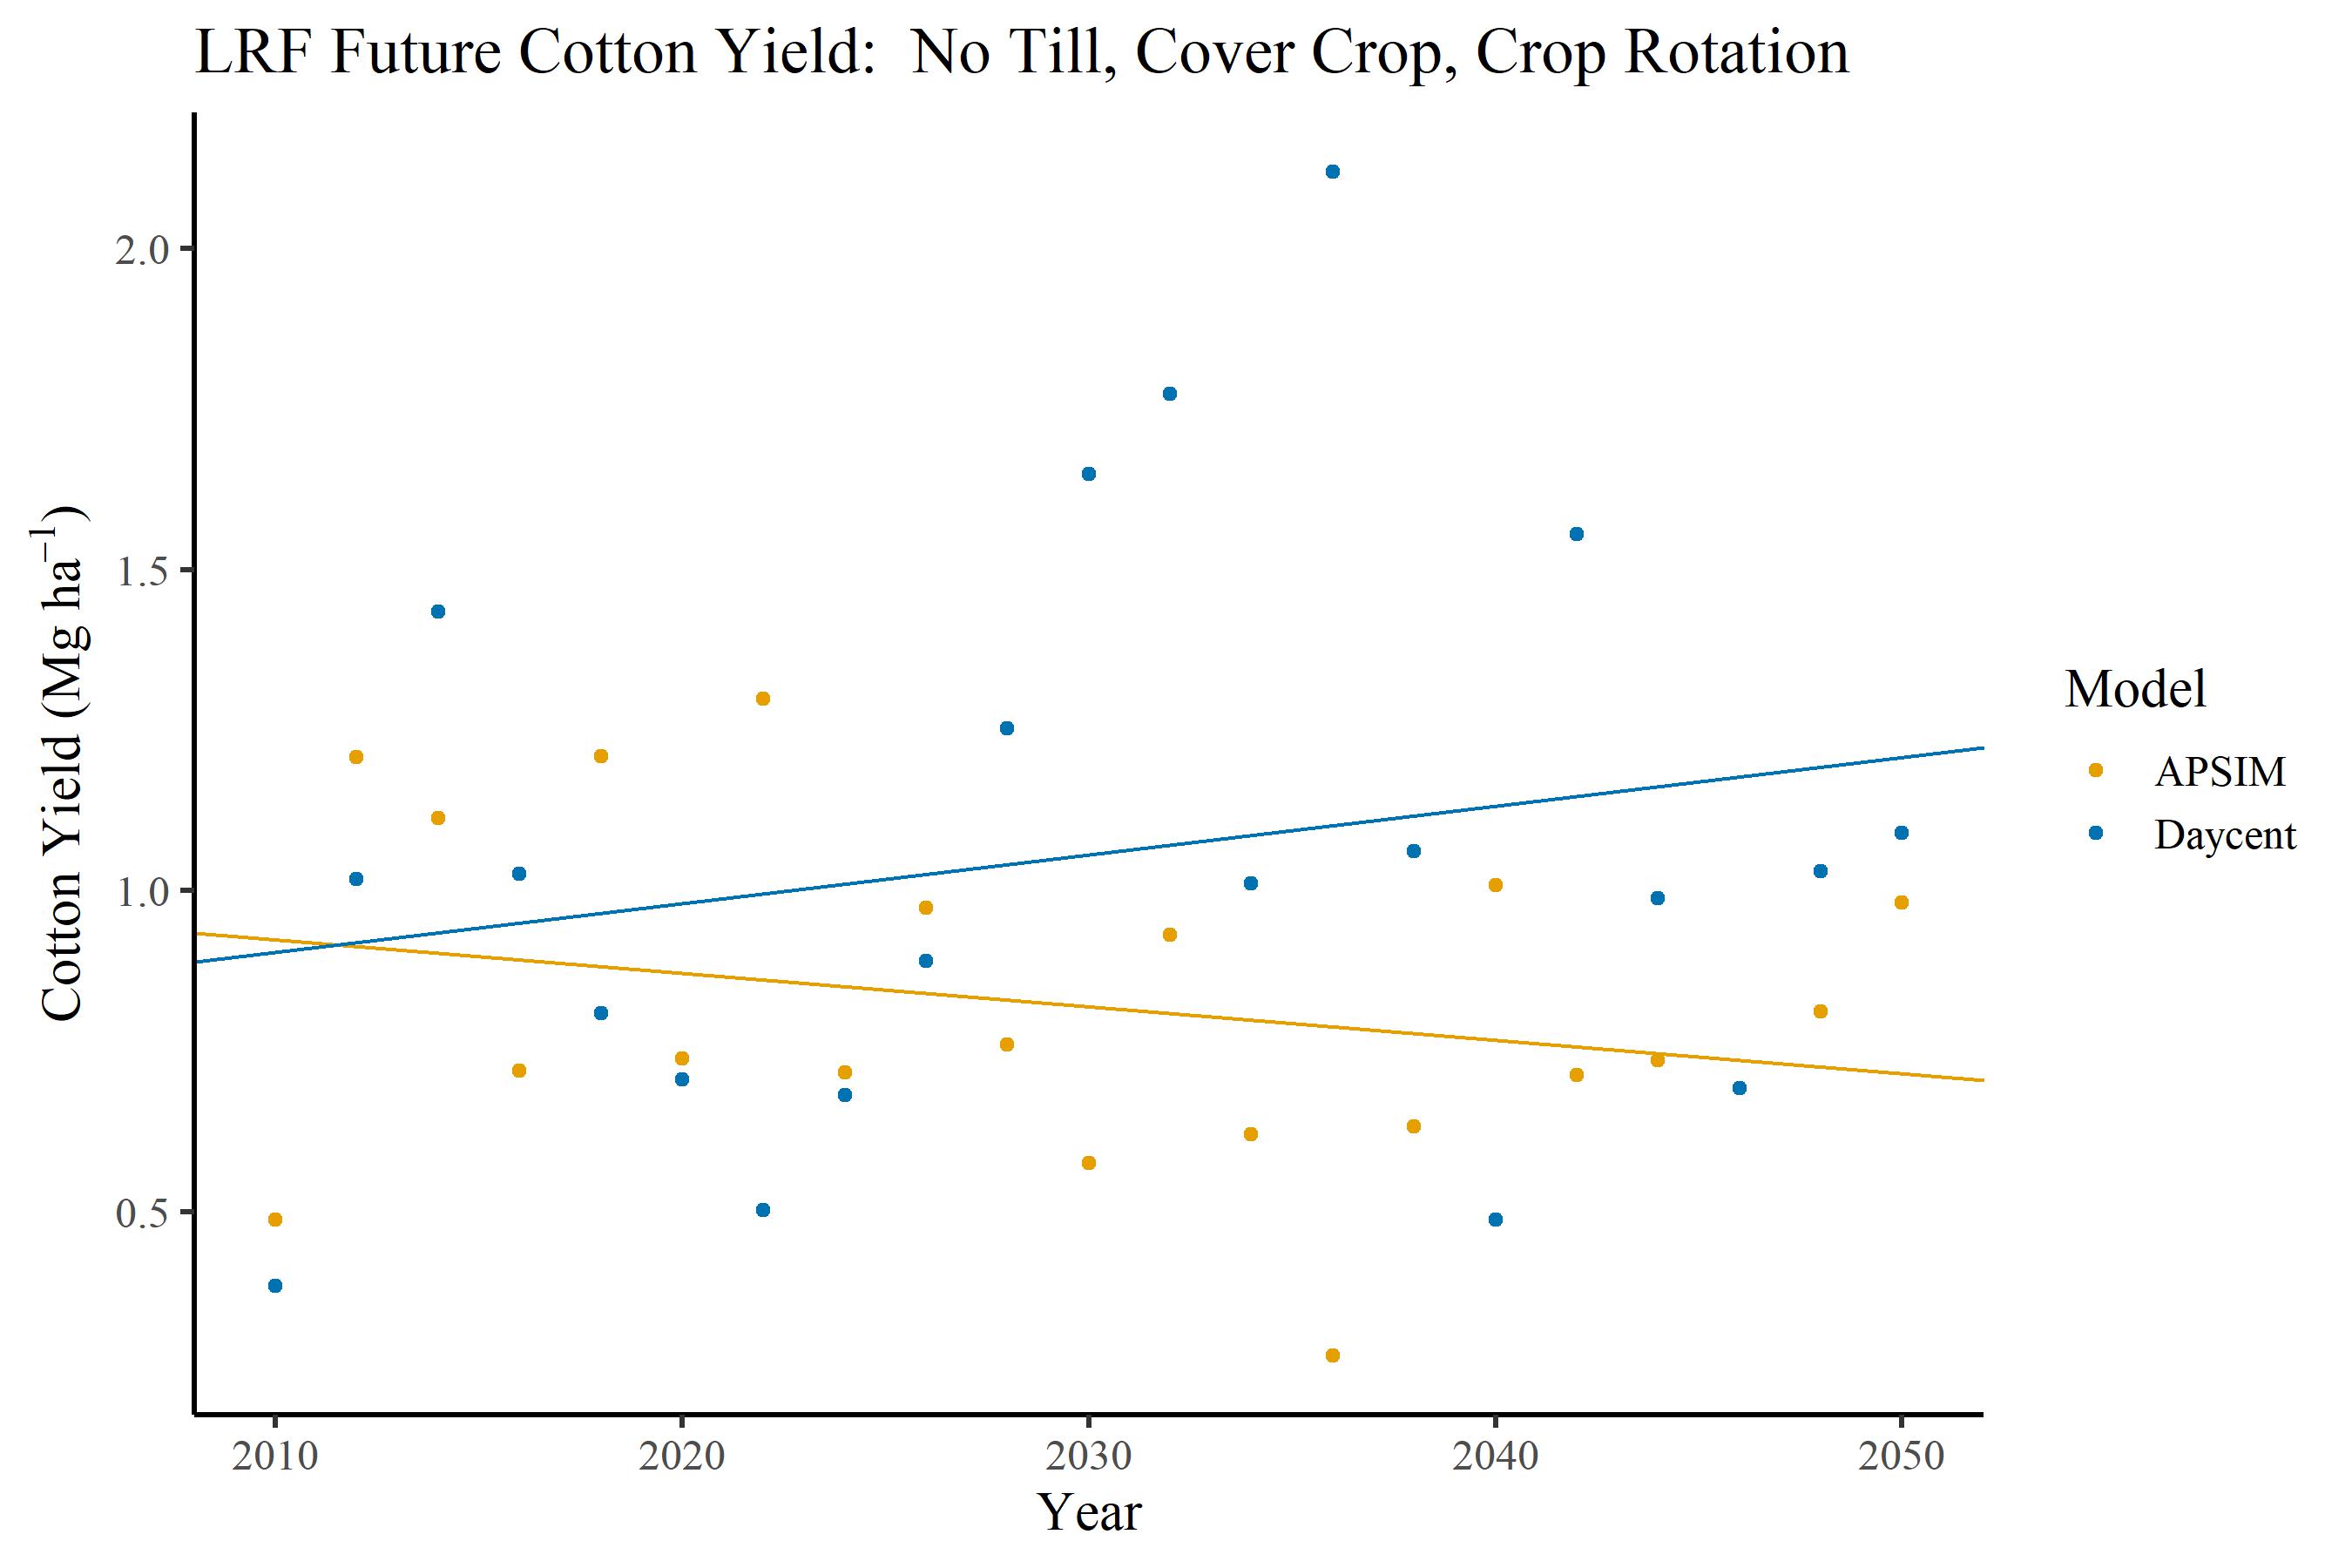 LRF Future Cotton Yield:  No Till, Cover Crop, Crop Rotation
Cotton Yield (Mg ha⁻¹)
2.0
1.5
1.0
0.5
2010 2020 2030 2040 2050
Year
Model
APSIM
Daycent